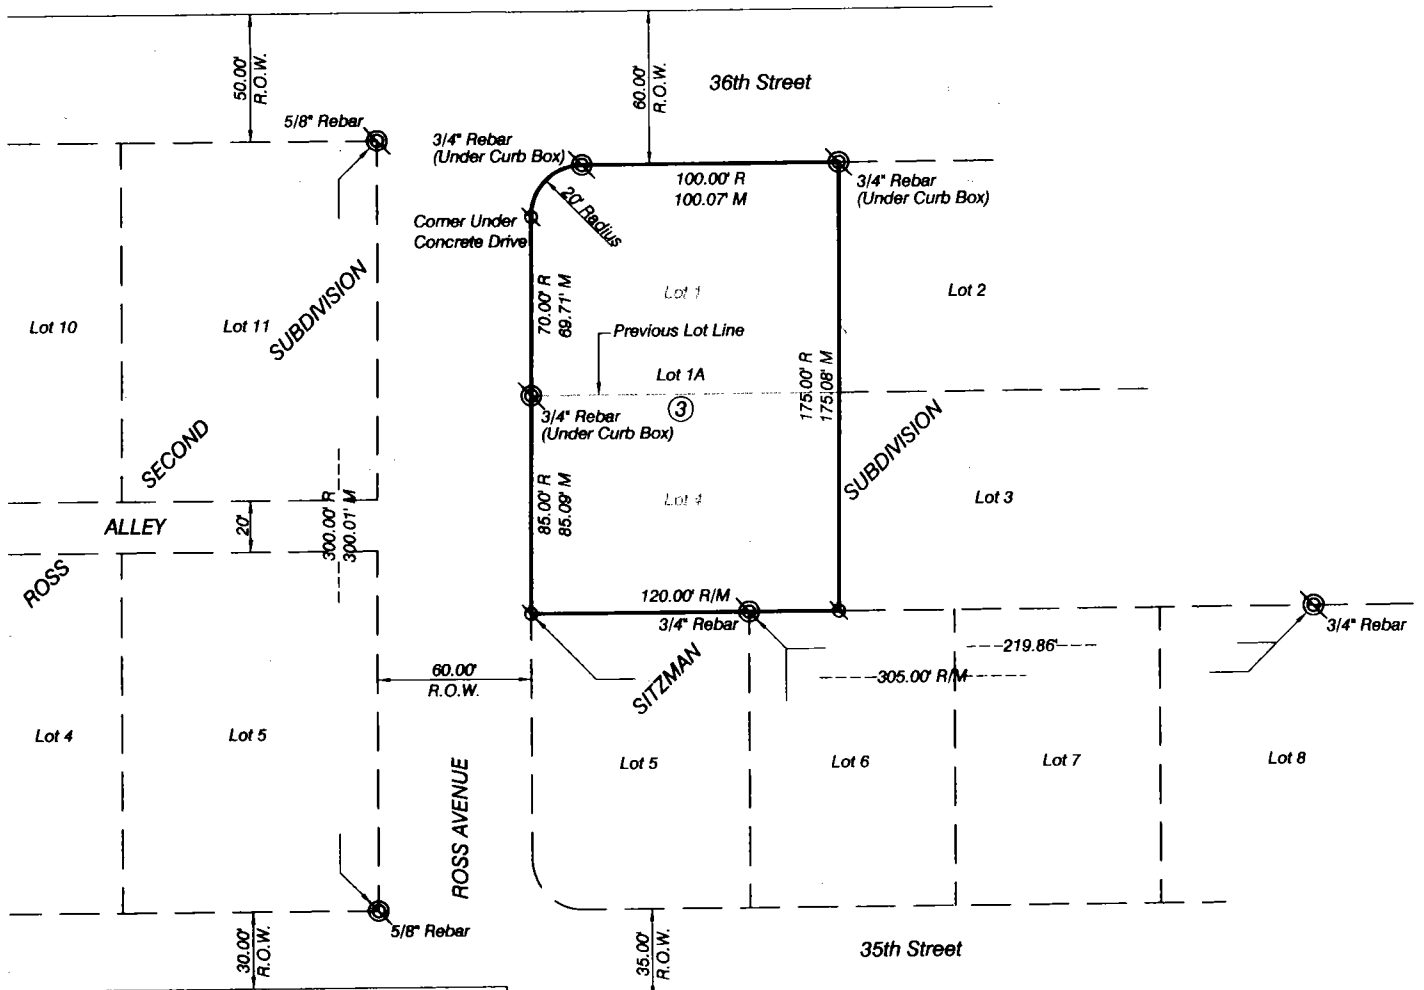 50.00'
R.O.W.
60.00'
R.O.W.
36th Street
5/8" Rebar
3/4" Rebar
(Under Curb Box)
100.00' R
100.07' M
3/4" Rebar
(Under Curb Box)
20' Radius
Corner Under
Concrete Drive
70.00' R
69.71' M
Lot 1
Lot 2
Lot 10
Lot 11
SUBDIVISION
Previous Lot Line
Lot 1A
3
175.00' R
175.08' M
3/4" Rebar
(Under Curb Box)
SECOND
SUBDIVISION
85.00' R
85.09' M
Lot 4
Lot 3
ALLEY
20'
300.00' R
300.01' M
ROSS
120.00' R/M
3/4" Rebar
3/4" Rebar
219.86'
305.00' R/M
60.00'
R.O.W.
SITZMAN
Lot 4
Lot 5
Lot 5
Lot 6
Lot 7
Lot 8
ROSS AVENUE
5/8" Rebar
30.00'
R.O.W.
35.00'
R.O.W.
35th Street